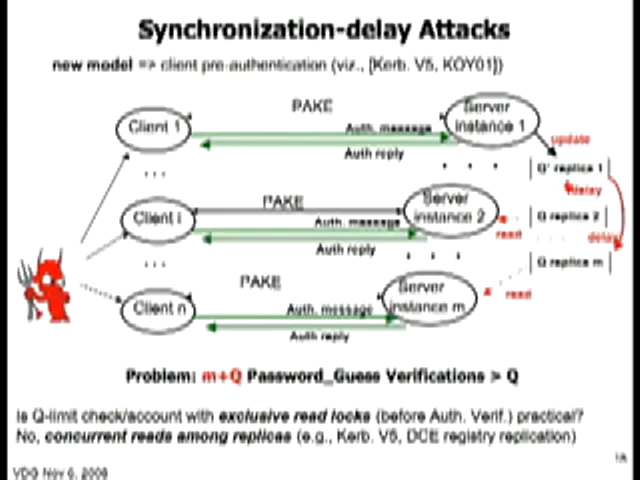 Synchronization-delay Attacks
new model => client pre-authentication (viz., [Kerb. V5, KOY01])
PAKE
Client 1
Auth. message
Auth reply
Server instance 1
update
. . .
. . .
Q' replica 1
delay
PAKE
Client i
Auth. message
Auth reply
Server instance 2
read
Q replica 2
delay
. . .
. . .
PAKE
Client n
Auth. message
Auth reply
Server instance m
read
Q replica m
Problem: m+Q Password_Guess Verifications > Q
Is Q-limit check/account with exclusive read locks (before Auth. Verif.) practical?
No, concurrent reads among replicas (e.g., Kerb. V5, DCE registry replication)
VDG Nov 6, 2008